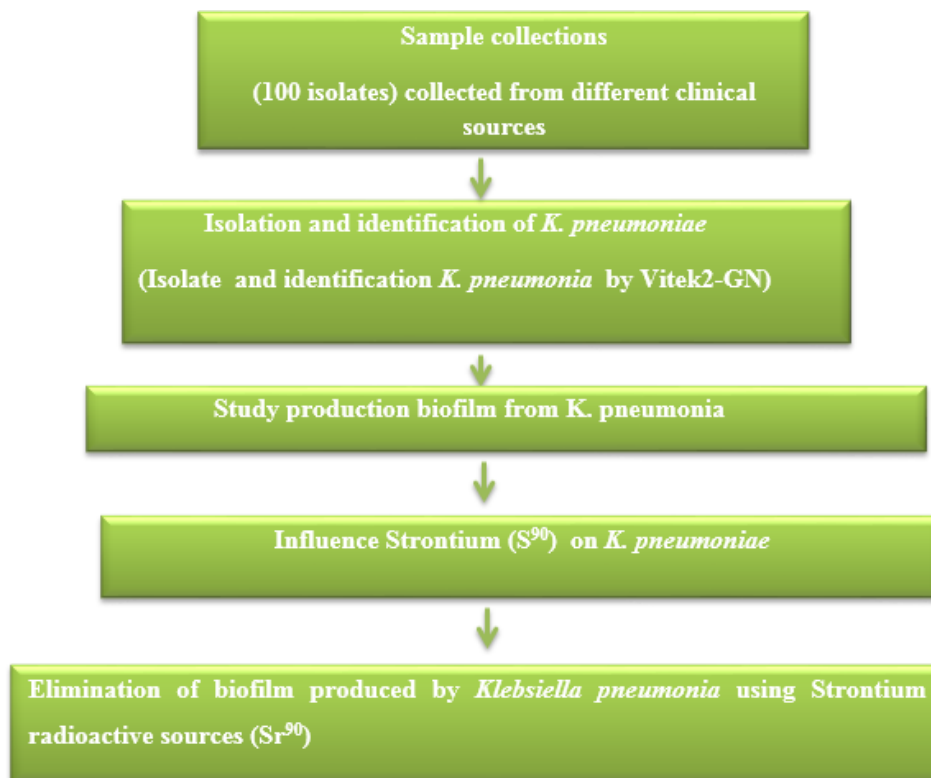 Sample collections
(100 isolates) collected from different clinical
sources
Isolation and identification of K. pneumoniae
(Isolate and identification K. pneumonia by Vitek2-GN)
Study production biofilm from K. pneumonia
Influence Strontium (S⁹⁰) on K. pneumoniae
Elimination of biofilm produced by Klebsiella pneumonia using Strontium
radioactive sources (Sr⁹⁰)